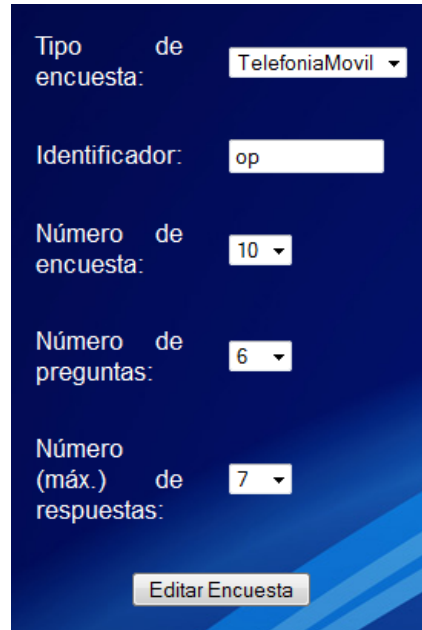 Tipo de
encuesta:
TelefoniaMovil
Identificador:
op
Número de
encuesta:
10
Número de
preguntas:
6
Número
(máx.) de
respuestas:
7
Editar Encuesta